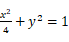 x²/4 + y² = 1